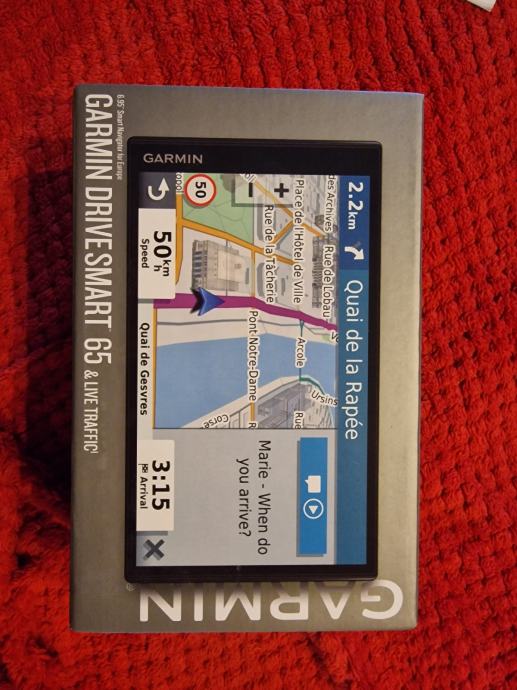 GARMIN
GARMIN
2.2km
Quai de la Rapée
des Archives
Rue de Lobau
Place de l'Hôtel de Ville
Rue de la Tâcherie
+
−
50
Arcole
Ursins
Pont Notre-Dame
Corse
Rue
Marie - When do
you arrive?
50 km/h
Speed
Quai de Gesvres
3:15
Arrival
6.95" Smart Navigator for Europe
GARMIN DRIVESMART™ 65 & LIVE TRAFFIC